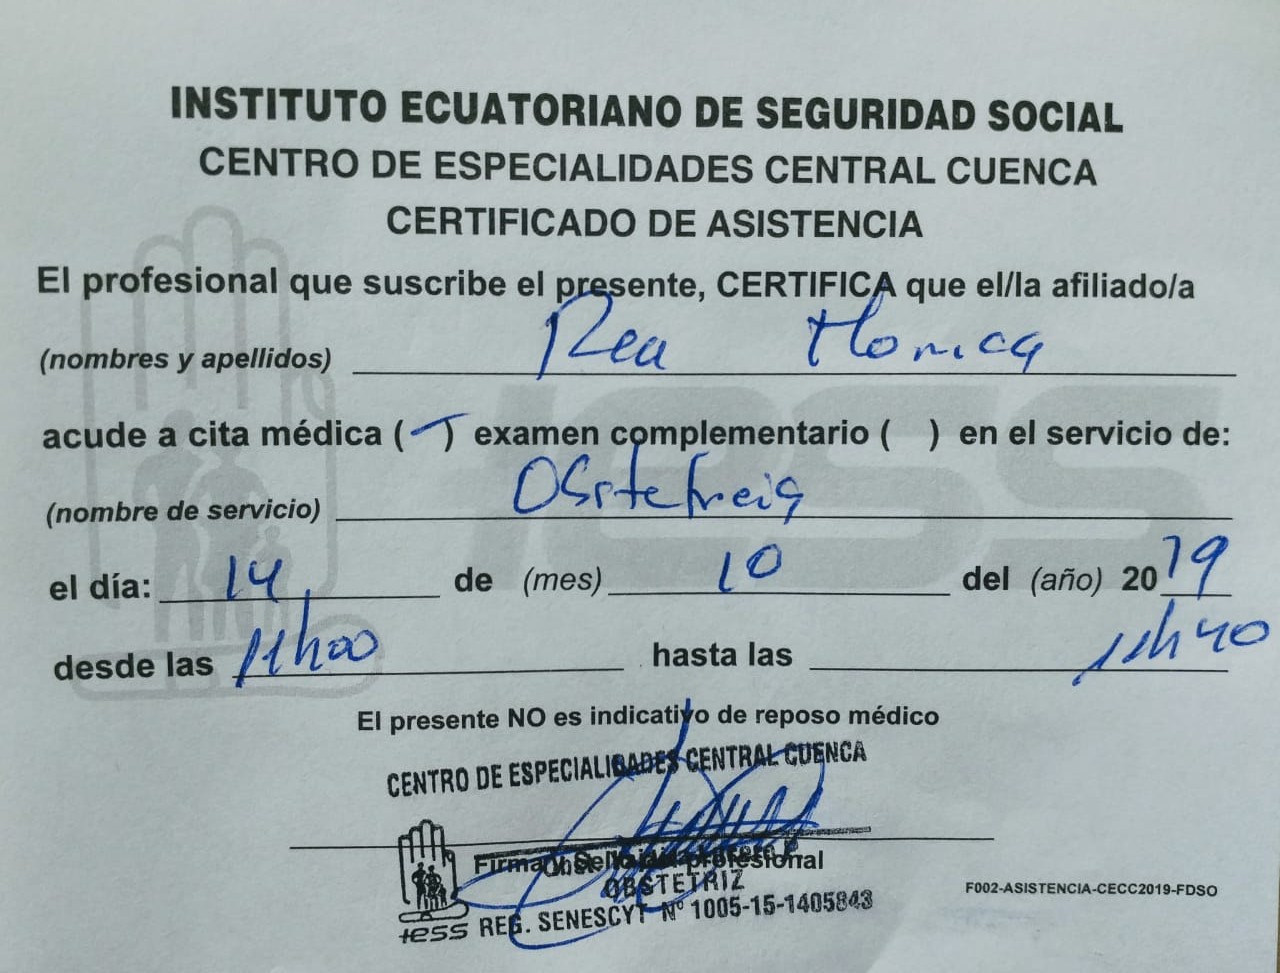 INSTITUTO ECUATORIANO DE SEGURIDAD SOCIAL
CENTRO DE ESPECIALIDADES CENTRAL CUENCA
CERTIFICADO DE ASISTENCIA
El profesional que suscribe el presente, CERTIFICA que el/la afiliado/a
(nombres y apellidos) Rea Monica
acude a cita médica ( ) examen complementario ( ) en el servicio de:
(nombre de servicio) Obstetreia
el día: 14 de (mes) 10 del (año) 2019
desde las 11h00 hasta las 11h40
El presente NO es indicativo de reposo médico
CENTRO DE ESPECIALIDADES CENTRAL CUENCA
Firma y Sello del profesional
OBSTETRIZ
REG. SENESCYT Nº 1005-15-1405843
iess
F002-ASISTENCIA-CECC2019-FDSO